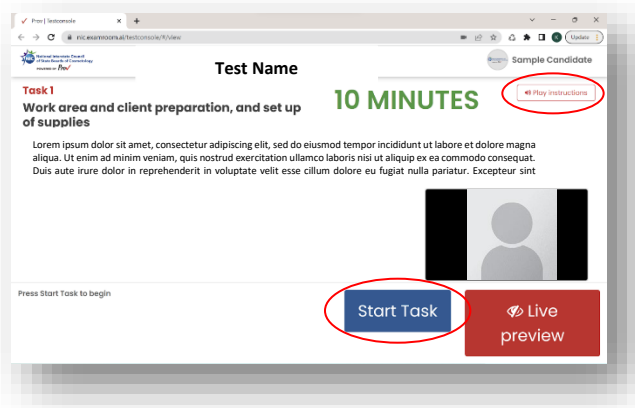 Prov | Testconsole
nic.examroom.ai/testconsole/#/view
Update
National Interstate Council
of State Boards of Cosmetology
POWERED BY Prov
Test Name
Sample Candidate
Task 1
10 MINUTES
Play instructions
Work area and client preparation, and set up
of supplies
Lorem ipsum dolor sit amet, consectetur adipiscing elit, sed do eiusmod tempor incididunt ut labore et dolore magna
aliqua. Ut enim ad minim veniam, quis nostrud exercitation ullamco laboris nisi ut aliquip ex ea commodo consequat.
Duis aute irure dolor in reprehenderit in voluptate velit esse cillum dolore eu fugiat nulla pariatur. Excepteur sint
Press Start Task to begin
Start Task
Live
preview